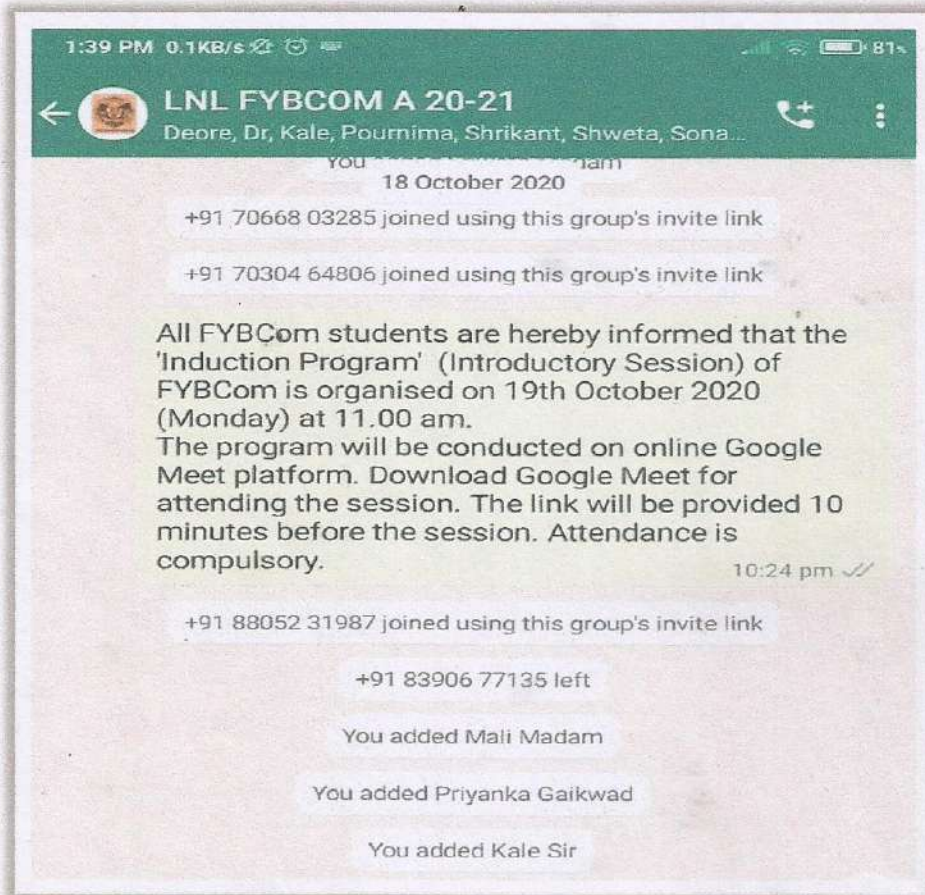 1:39 PM 0.1KB/s 81%
LNL FYBCOM A 20-21
Deore, Dr, Kale, Pournima, Shrikant, Shweta, Sona...
You
18 October 2020
+91 70668 03285 joined using this group's invite link
+91 70304 64806 joined using this group's invite link
All FYBCom students are hereby informed that the
'Induction Program' (Introductory Session) of
FYBCom is organised on 19th October 2020
(Monday) at 11.00 am.
The program will be conducted on online Google
Meet platform. Download Google Meet for
attending the session. The link will be provided 10
minutes before the session. Attendance is
compulsory.
10:24 pm
+91 88052 31987 joined using this group's invite link
+91 83906 77135 left
You added Mali Madam
You added Priyanka Gaikwad
You added Kale Sir